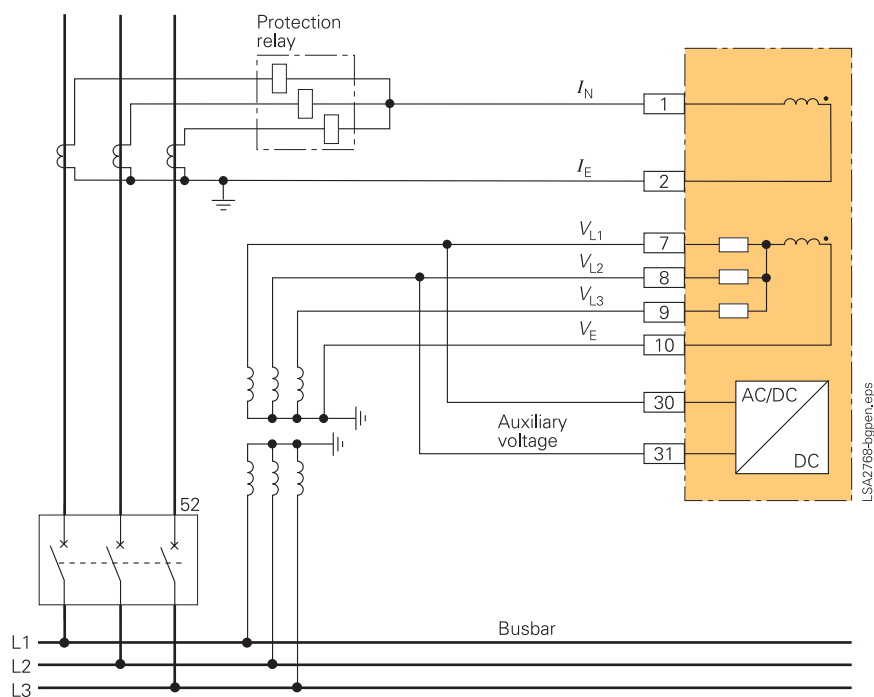 Protection
relay
I_N
1
I_E
2
V_L1
7
V_L2
8
V_L3
9
V_E
10
30
AC/DC
Auxiliary
voltage
31
DC
LSA2768-bgpen.eps
52
Busbar
L1
L2
L3